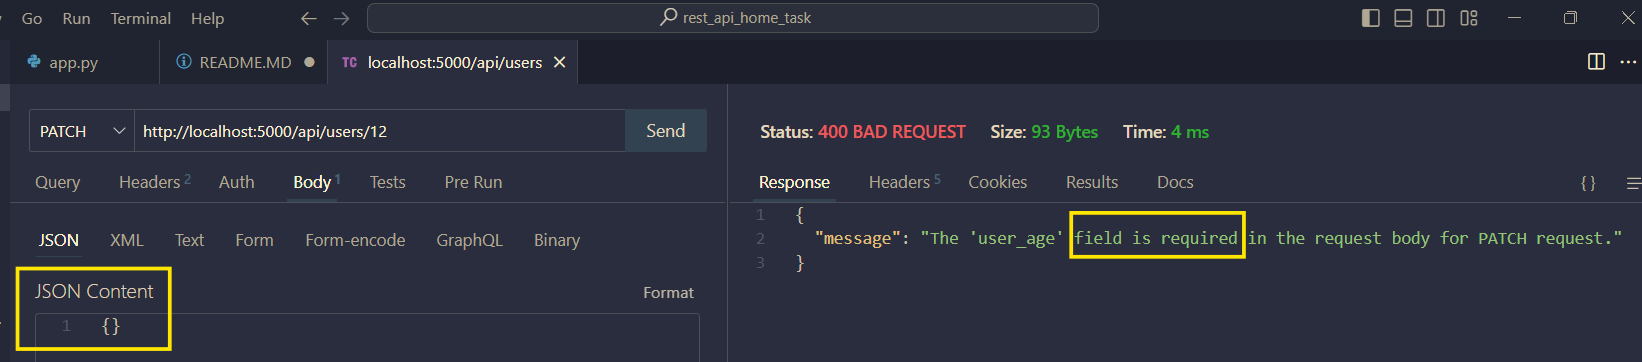 Go Run Terminal Help rest_api_home_task
app.py README.MD TC localhost:5000/api/users
PATCH http://localhost:5000/api/users/12 Send
Status: 400 BAD REQUEST Size: 93 Bytes Time: 4 ms
Query Headers 2 Auth Body 1 Tests Pre Run
Response Headers 5 Cookies Results Docs { }
JSON XML Text Form Form-encode GraphQL Binary
JSON Content Format
1 {}
1 {
2 "message": "The 'user_age' field is required in the request body for PATCH request."
3 }